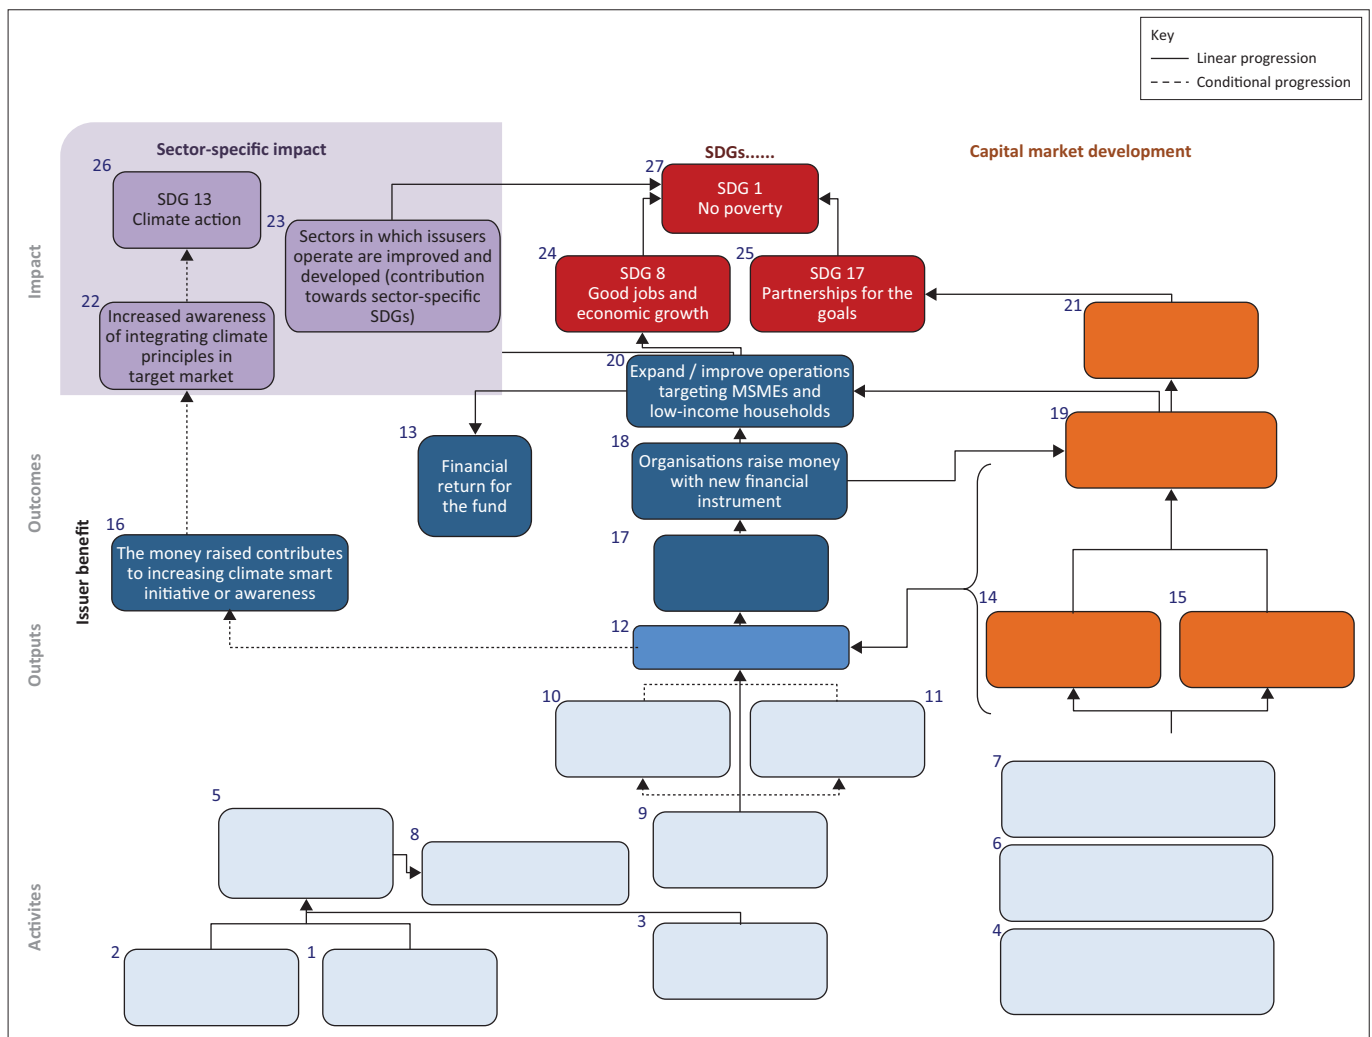 Key
Linear progression
Conditional progression
Sector-specific impact
SDGs......
Capital market development
26
SDG 13
Climate action
27
SDG 1
No poverty
23
Sectors in which issusers
operate are improved and
developed (contribution
towards sector-specific
SDGs)
24
SDG 8
Good jobs and
economic growth
25
SDG 17
Partnerships for the
goals
Impact
22
Increased awareness
of integrating climate
principles in
target market
21
20
Expand / improve operations
targeting MSMEs and
low-income households
19
13
Financial
return for
the fund
18
Organisations raise money
with new financial
instrument
Outcomes
16
The money raised contributes
to increasing climate smart
initiative or awareness
Issuer benefit
17
14
15
12
Outputs
10
11
7
5
9
8
6
Activites
3
4
2
1